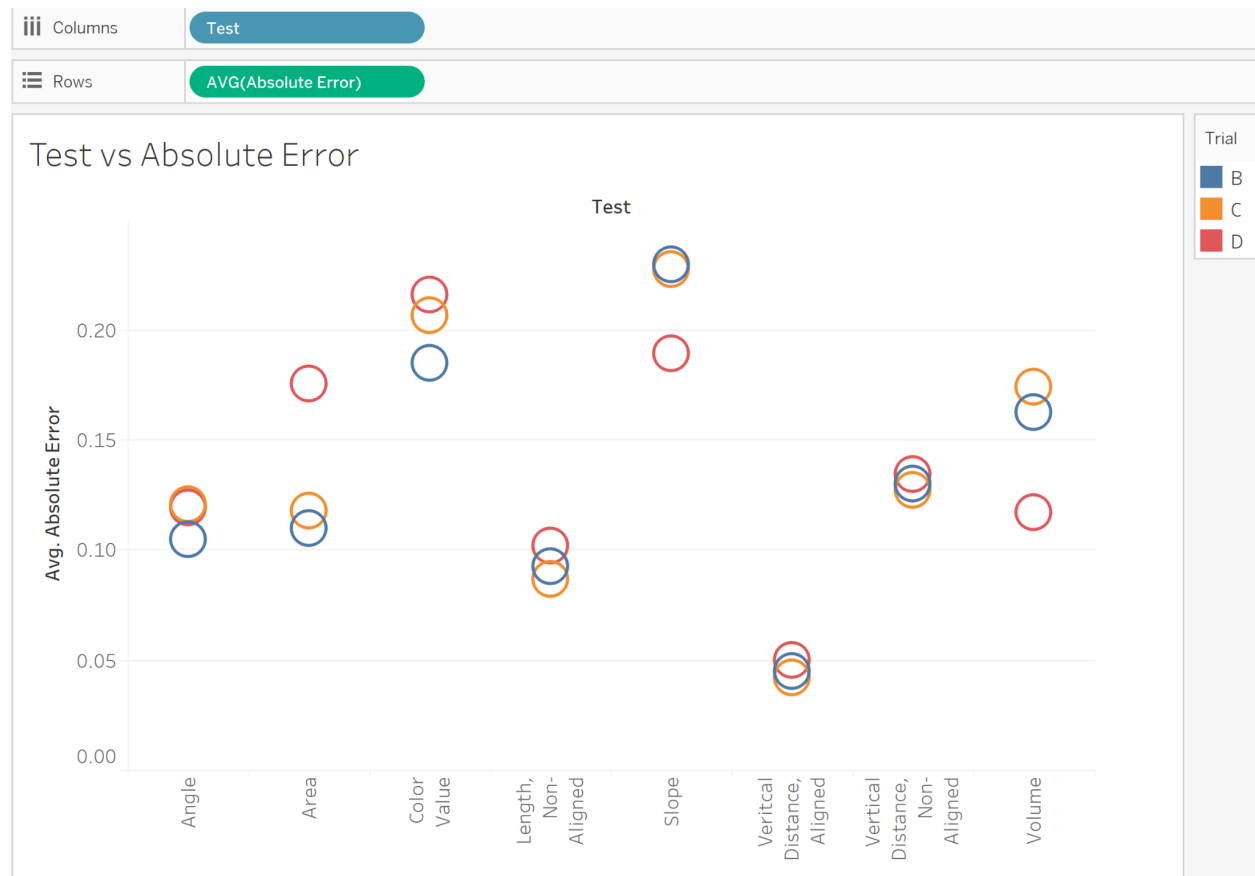 Columns
Test
Rows
AVG(Absolute Error)
Test vs Absolute Error
Trial
B
C
D
Test
Avg. Absolute Error
0.20
0.15
0.10
0.05
0.00
Angle
Area
Color
Value
Length,
Non-
Aligned
Slope
Veritcal
Distance,
Aligned
Vertical
Distance,
Non-
Aligned
Volume